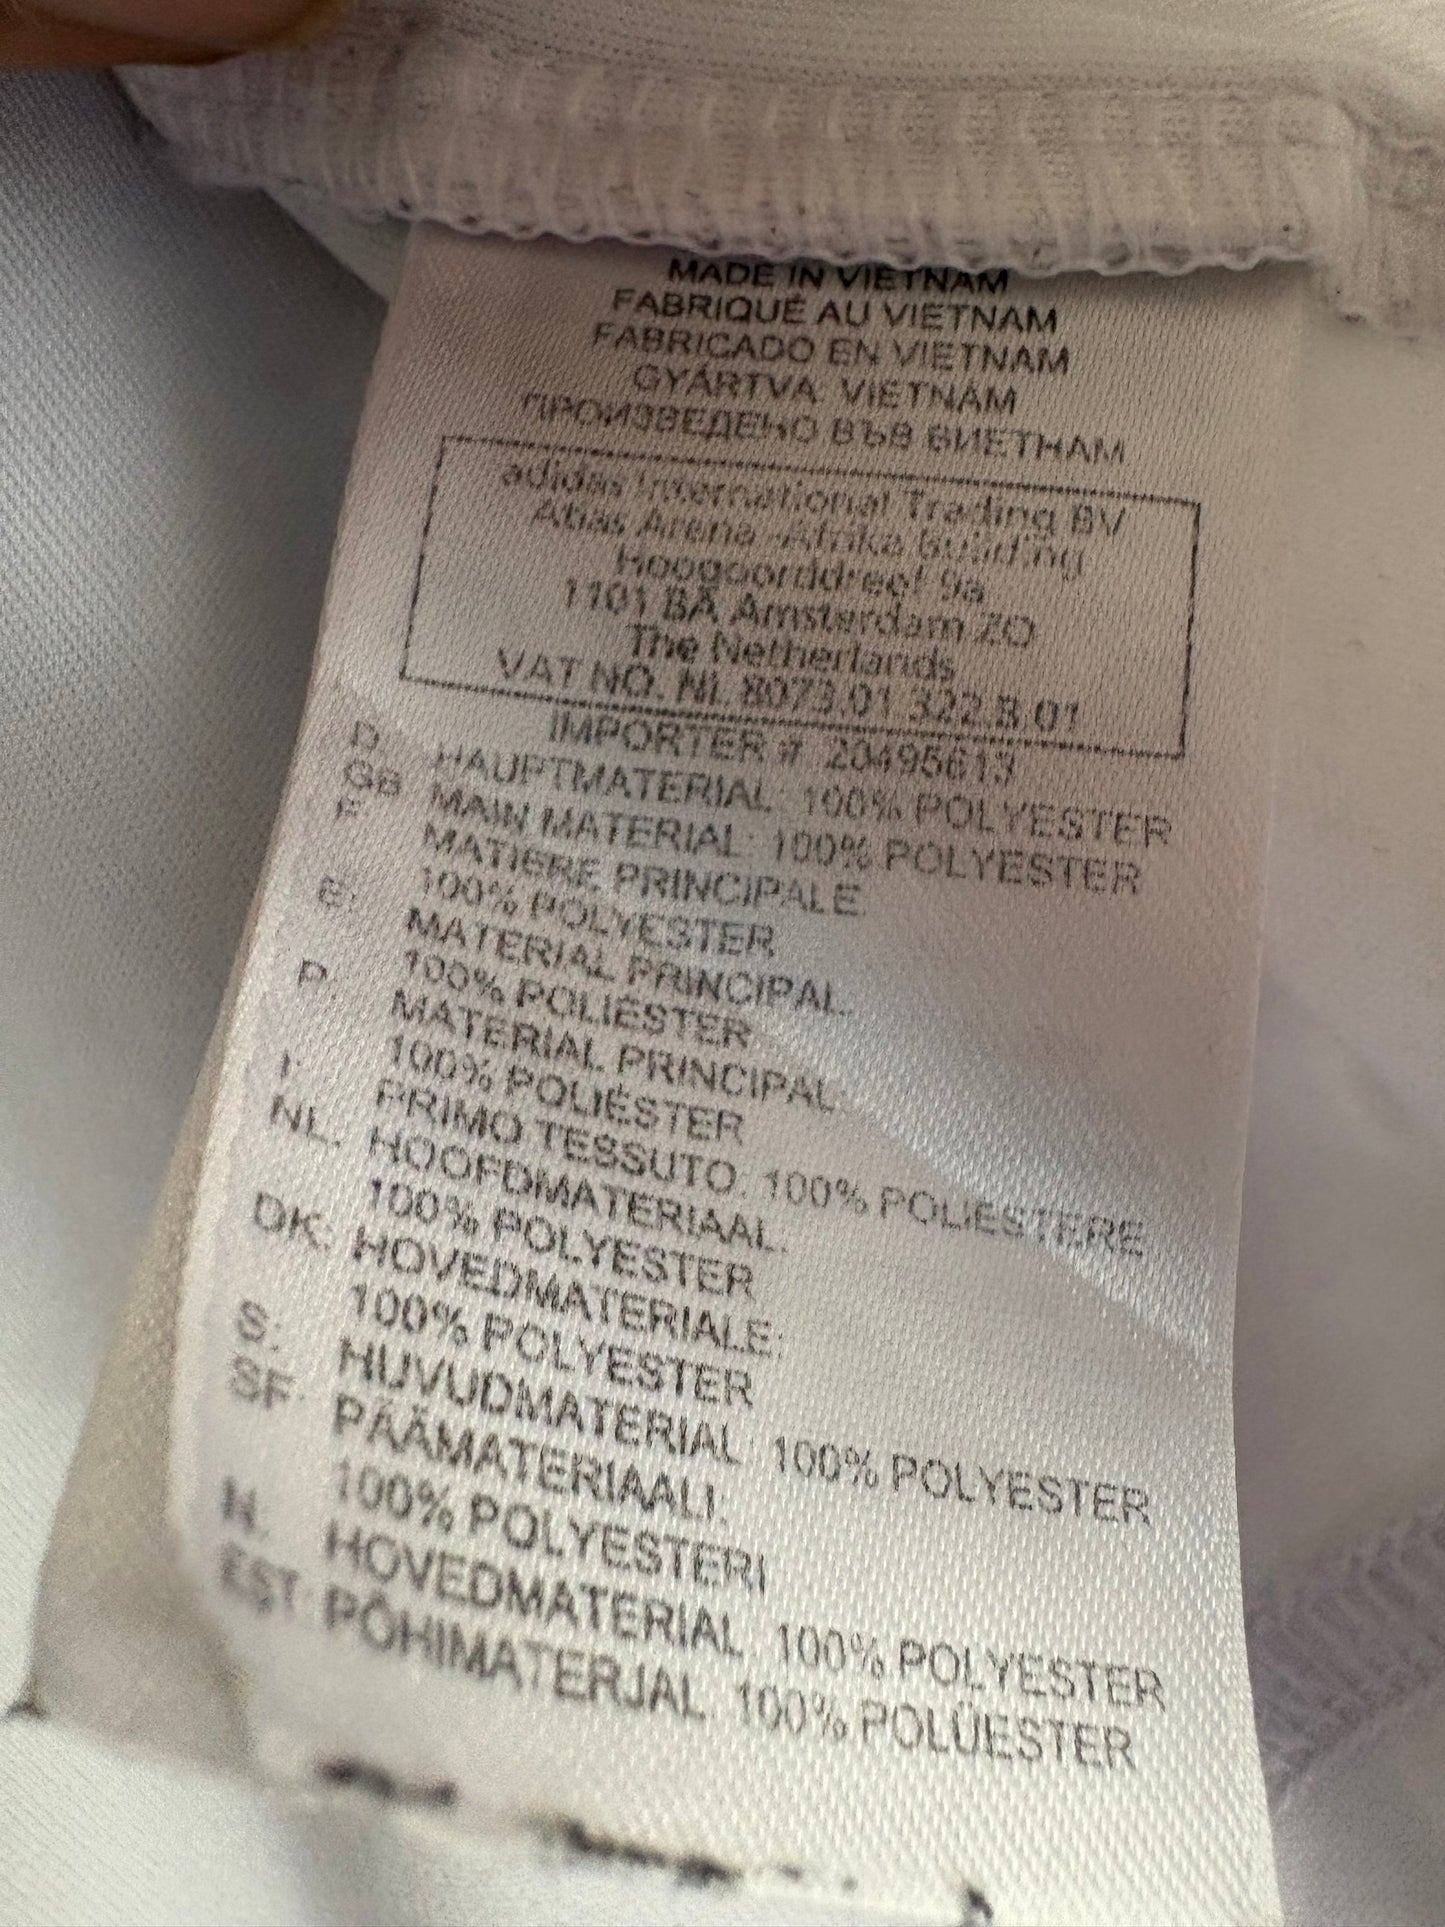 MADE IN VIETNAM
FABRIQUÉ AU VIETNAM
FABRICADO EN VIETNAM
GYÁRTVA: VIETNÁM
ПРОИЗВЕДЕНО ВЪВ ВИЕТНАМ
adidas International Trading BV
Atlas Arena -Afrika Building
Hoogoorddreef 9a
1101 BA Amsterdam ZO
The Netherlands
VAT NO. NL 8073.01.322.B.01
IMPORTER # 20495613
D: HAUPTMATERIAL: 100% POLYESTER
GB MAIN MATERIAL: 100% POLYESTER
F MATIERE PRINCIPALE:
100% POLYESTER
E: MATERIAL PRINCIPAL:
100% POLIÉSTER
P: MATERIAL PRINCIPAL:
100% POLIÉSTER
I: PRIMO TESSUTO: 100% POLIESTERE
NL: HOOFDMATERIAAL:
100% POLYESTER
DK: HOVEDMATERIALE:
100% POLYESTER
S: HUVUDMATERIAL: 100% POLYESTER
SF: PÄÄMATERIAALI:
100% POLYESTERI
N: HOVEDMATERIAL: 100% POLYESTER
EST: PÕHIMATERJAL: 100% POLÜESTER